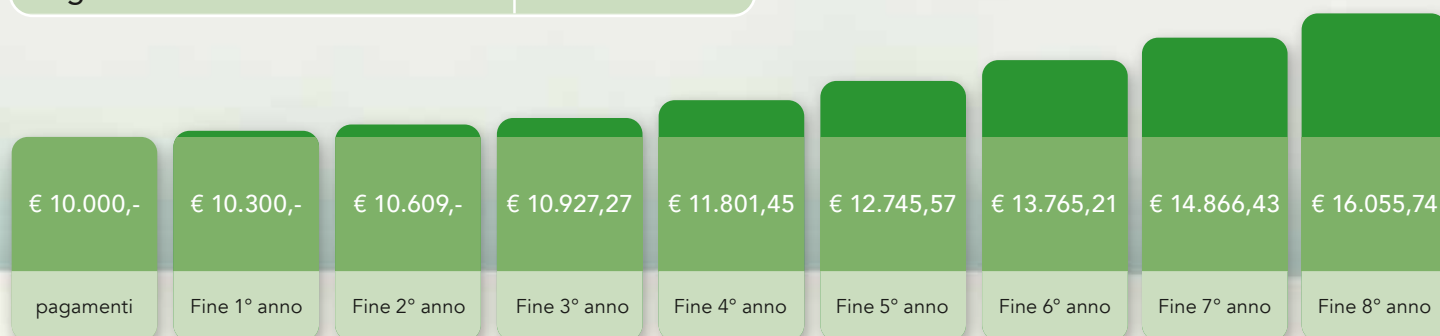 € 10.000,-
€ 10.300,-
€ 10.609,-
€ 10.927,27
€ 11.801,45
€ 12.745,57
€ 13.765,21
€ 14.866,43
€ 16.055,74
pagamenti
Fine 1° anno
Fine 2° anno
Fine 3° anno
Fine 4° anno
Fine 5° anno
Fine 6° anno
Fine 7° anno
Fine 8° anno